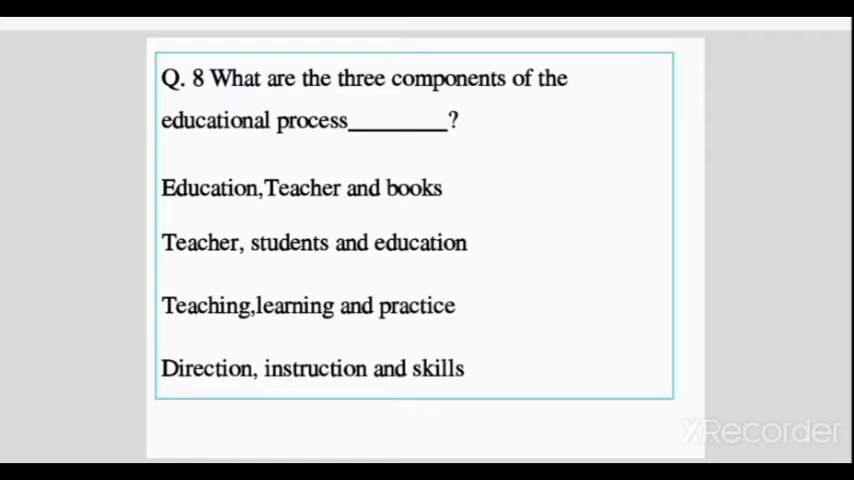 Q. 8 What are the three components of the
educational process________?
Education,Teacher and books
Teacher, students and education
Teaching,learning and practice
Direction, instruction and skills
XRecorder